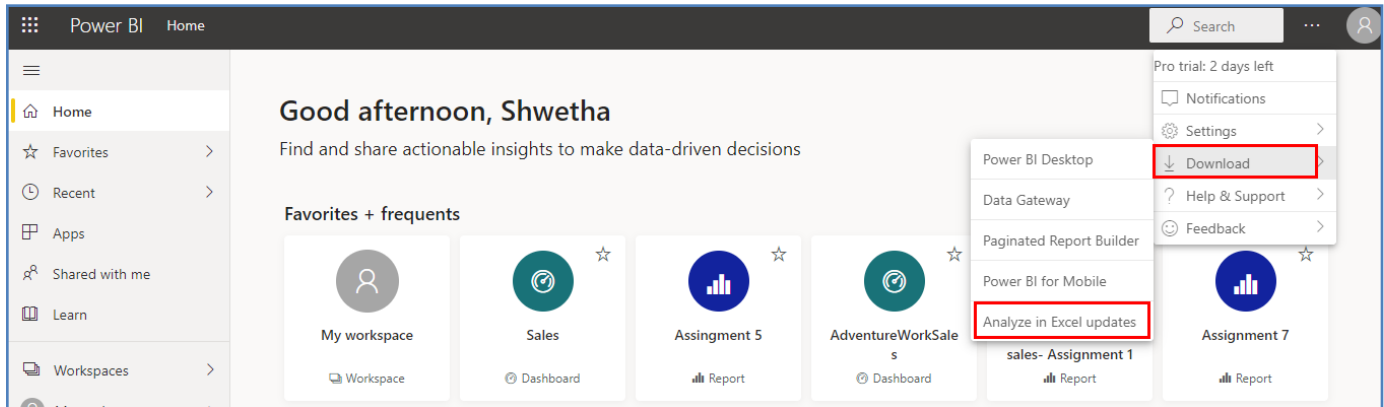 Power BI Home
Search
Home
Favorites
Recent
Apps
Shared with me
Learn
Workspaces
Good afternoon, Shwetha
Find and share actionable insights to make data-driven decisions
Favorites + frequents
My workspace
Workspace
Sales
Dashboard
Assingment 5
Report
AdventureWorkSale
s
Dashboard
sales- Assignment 1
Report
Assignment 7
Report
Pro trial: 2 days left
Notifications
Settings
Download
Help & Support
Feedback
Power BI Desktop
Data Gateway
Paginated Report Builder
Power BI for Mobile
Analyze in Excel updates